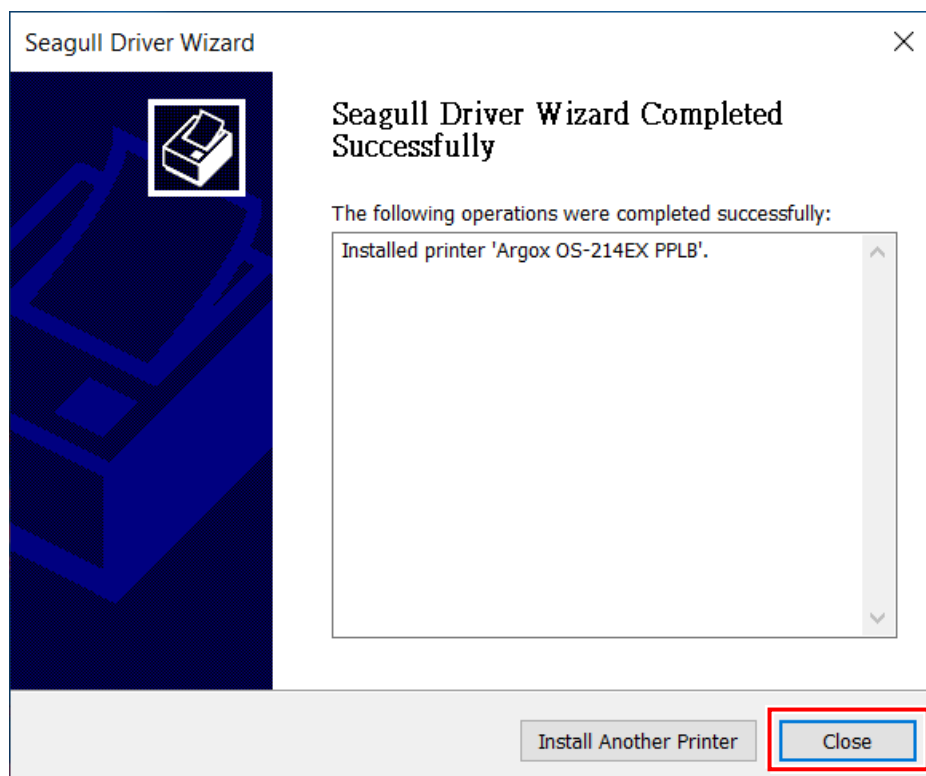 Seagull Driver Wizard
Seagull Driver Wizard Completed
Successfully
The following operations were completed successfully:
Installed printer 'Argox OS-214EX PPLB'.
Install Another Printer
Close